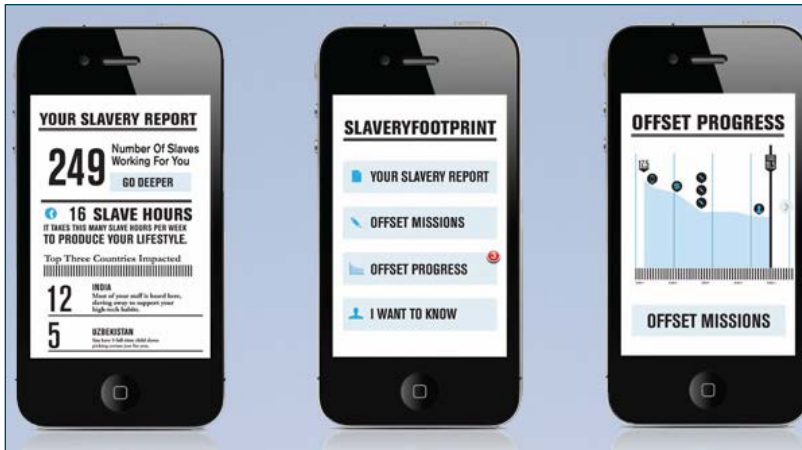 YOUR SLAVERY REPORT
249
Number Of Slaves
Working For You
GO DEEPER
16 SLAVE HOURS
IT TAKES THIS MANY SLAVE HOURS PER WEEK
TO PRODUCE YOUR LIFESTYLE.
Top Three Countries Impacted
12
INDIA
Most of your stuff is board here,
slaving away to support your
high-tech habits.
5
UZBEKISTAN
SLAVERYFOOTPRINT
YOUR SLAVERY REPORT
OFFSET MISSIONS
OFFSET PROGRESS
3
I WANT TO KNOW
OFFSET PROGRESS
OFFSET MISSIONS